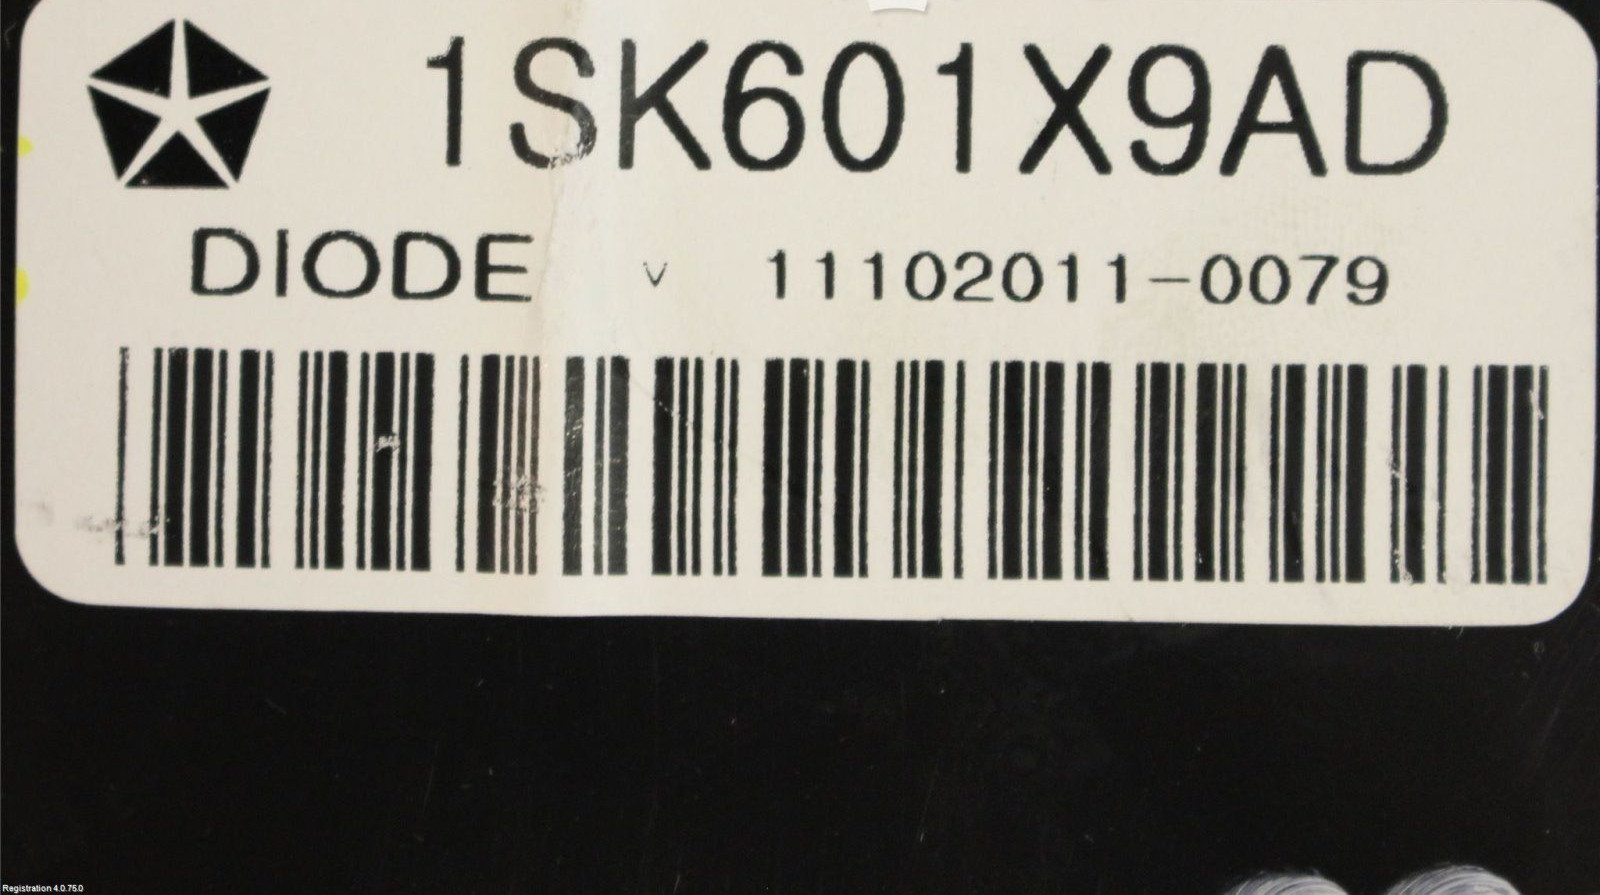 1SK601X9AD
DIODE v 11102011-0079
Registration 4.0.75.0